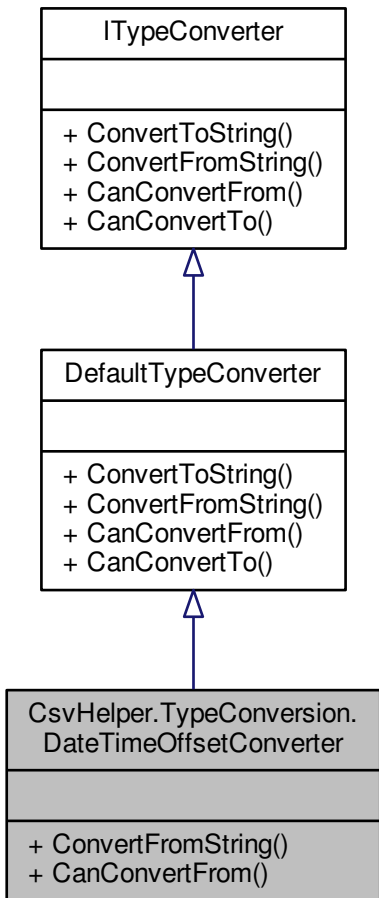 ITypeConverter
+ ConvertToString()
+ ConvertFromString()
+ CanConvertFrom()
+ CanConvertTo()
DefaultTypeConverter
+ ConvertToString()
+ ConvertFromString()
+ CanConvertFrom()
+ CanConvertTo()
CsvHelper.TypeConversion.
DateTimeOffsetConverter
+ ConvertFromString()
+ CanConvertFrom()